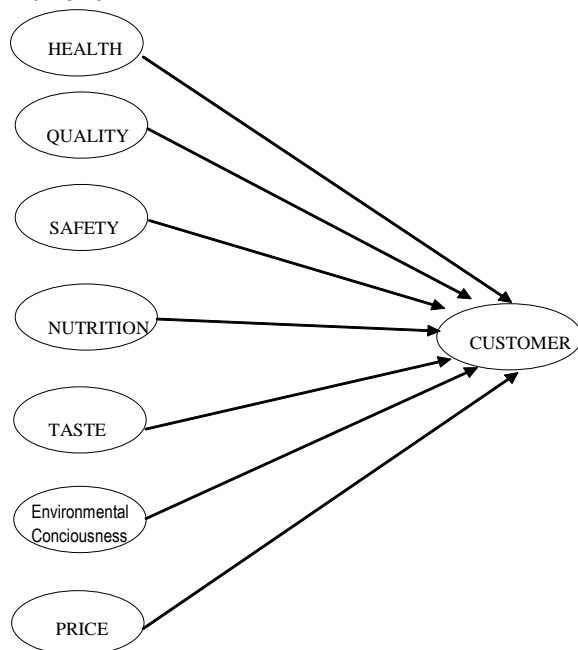 HEALTH
QUALITY
SAFETY
NUTRITION
CUSTOMER
TASTE
Environmental
Conciousness
PRICE